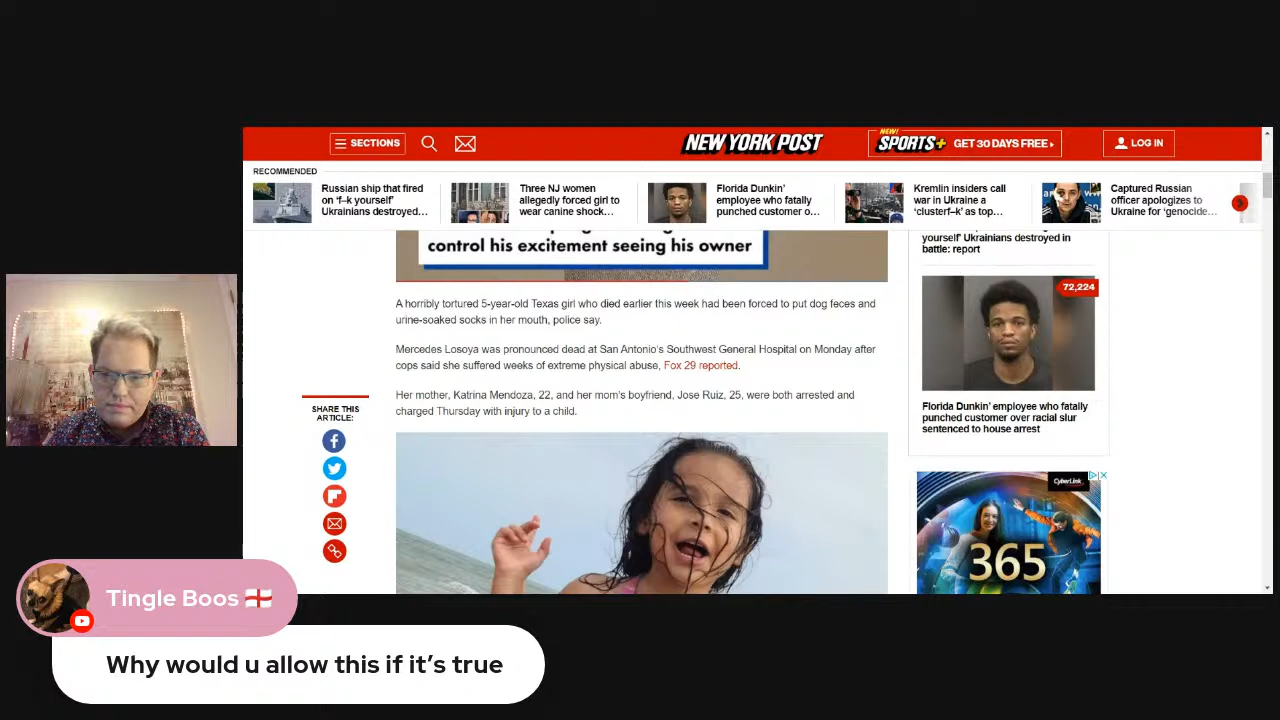 SECTIONS
NEW YORK POST
NEW!
SPORTS+ GET 30 DAYS FREE
LOG IN
RECOMMENDED
Russian ship that fired
on 'f–k yourself'
Ukrainians destroyed…
Three NJ women
allegedly forced girl to
wear canine shock…
Florida Dunkin'
employee who fatally
punched customer o…
Kremlin insiders call
war in Ukraine a
'clusterf–k' as top…
Captured Russian
officer apologizes to
Ukraine for 'genocide…
control his excitement seeing his owner
A horribly tortured 5-year-old Texas girl who died earlier this week had been forced to put dog feces and
urine-soaked socks in her mouth, police say.
Mercedes Losoya was pronounced dead at San Antonio's Southwest General Hospital on Monday after
cops said she suffered weeks of extreme physical abuse, Fox 29 reported.
Her mother, Katrina Mendoza, 22, and her mom's boyfriend, Jose Ruiz, 25, were both arrested and
charged Thursday with injury to a child.
SHARE THIS
ARTICLE:
yourself' Ukrainians destroyed in
battle: report
72,224
Florida Dunkin' employee who fatally
punched customer over racial slur
sentenced to house arrest
CyberLink
365
Tingle Boos
Why would u allow this if it's true